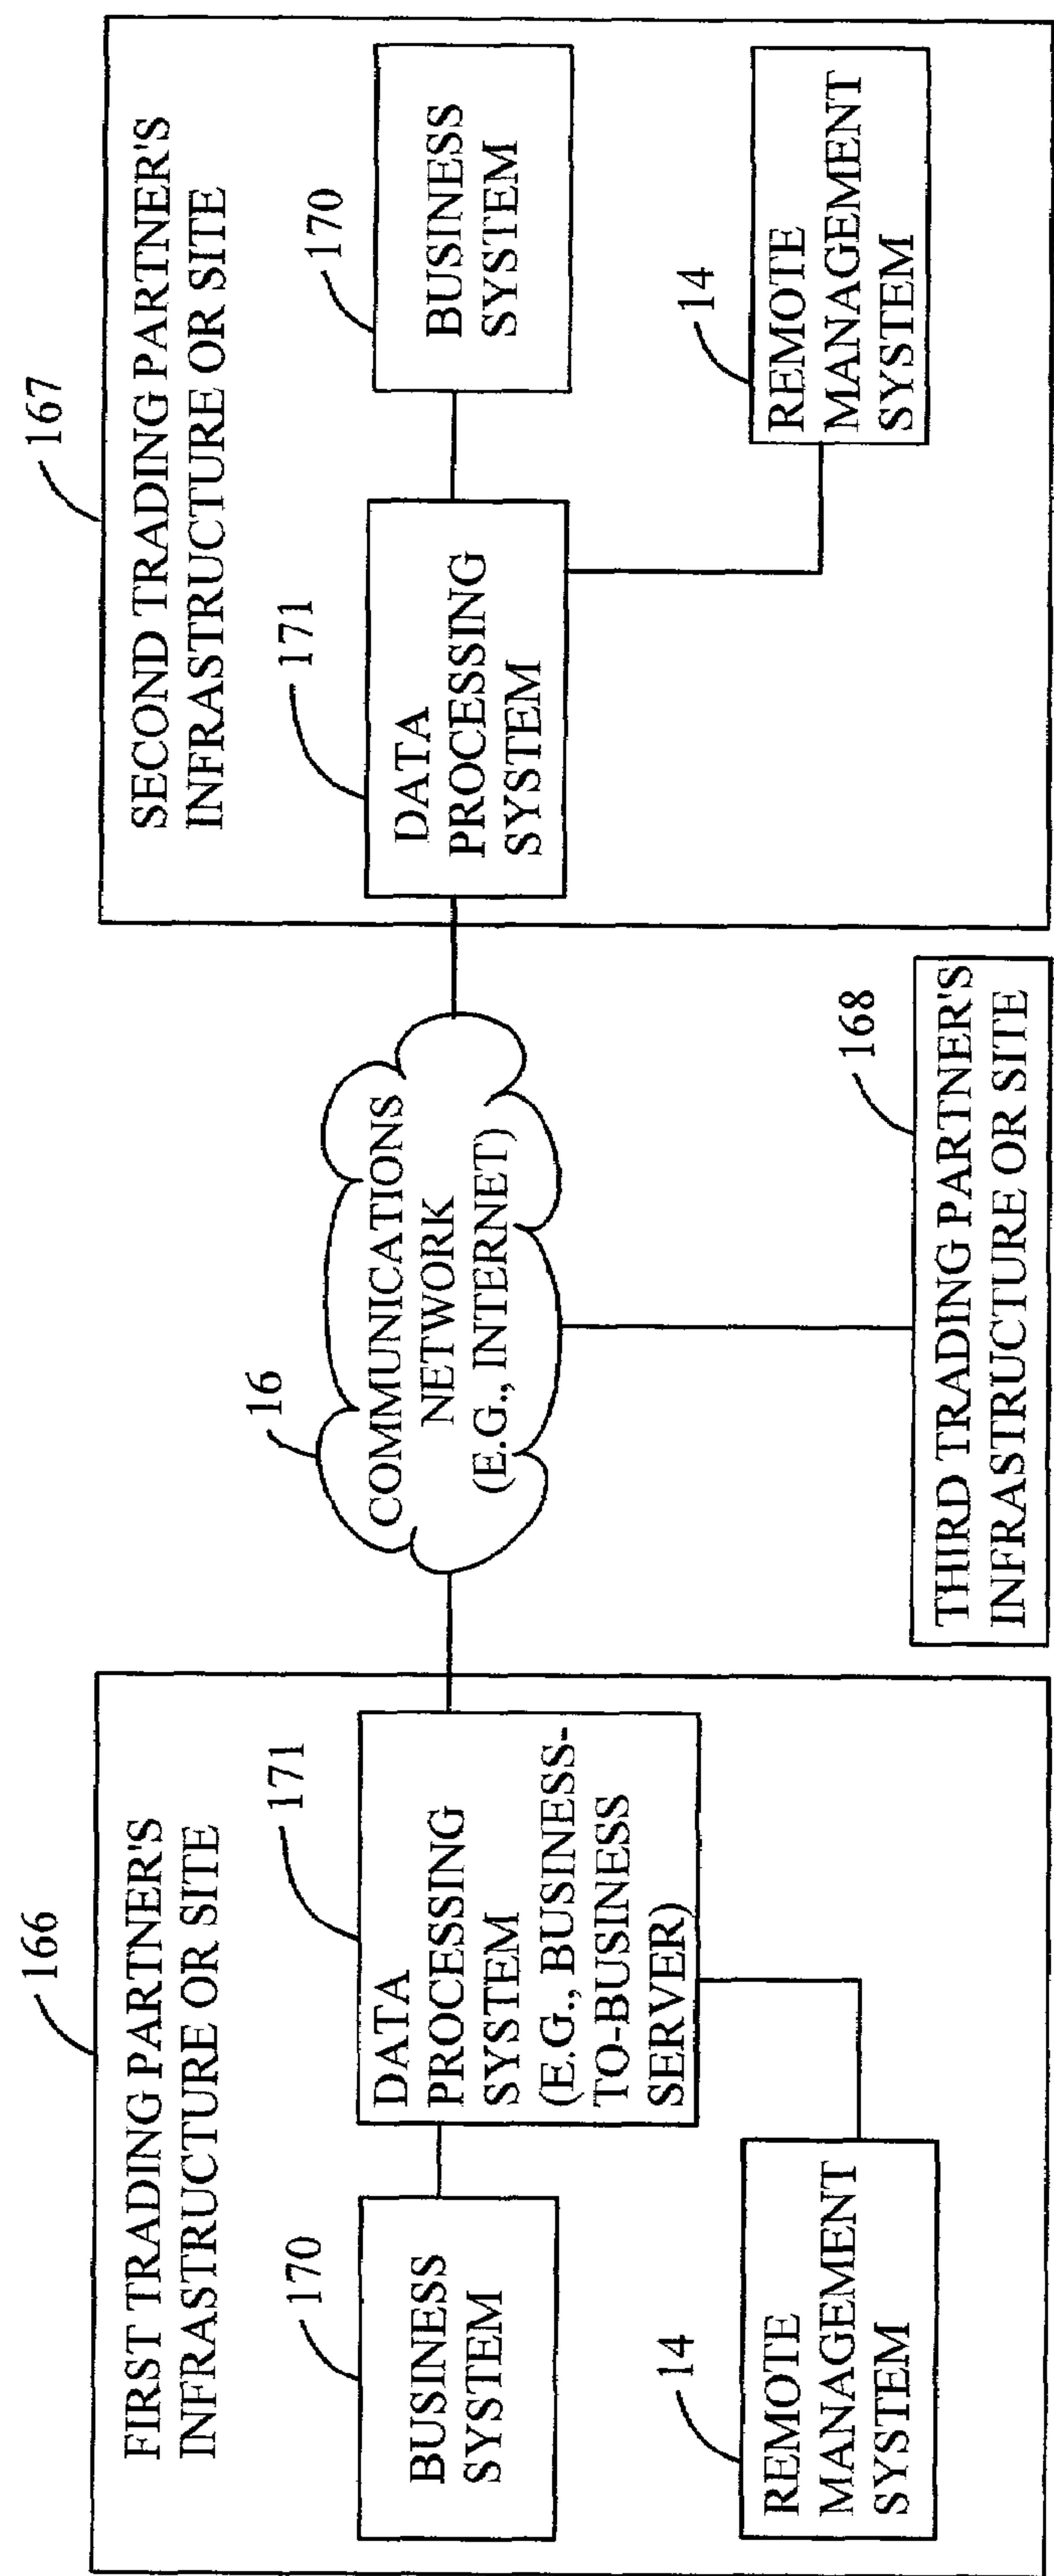 166
FIRST TRADING PARTNER'S
INFRASTRUCTURE OR SITE
170
BUSINESS
SYSTEM
171
DATA
PROCESSING
SYSTEM
(E.G., BUSINESS-
TO-BUSINESS
SERVER)
14
REMOTE
MANAGEMENT
SYSTEM
16
COMMUNICATIONS
NETWORK
(E.G., INTERNET)
168
THIRD TRADING PARTNER'S
INFRASTRUCTURE OR SITE
167
SECOND TRADING PARTNER'S
INFRASTRUCTURE OR SITE
171
DATA
PROCESSING
SYSTEM
170
BUSINESS
SYSTEM
14
REMOTE
MANAGEMENT
SYSTEM